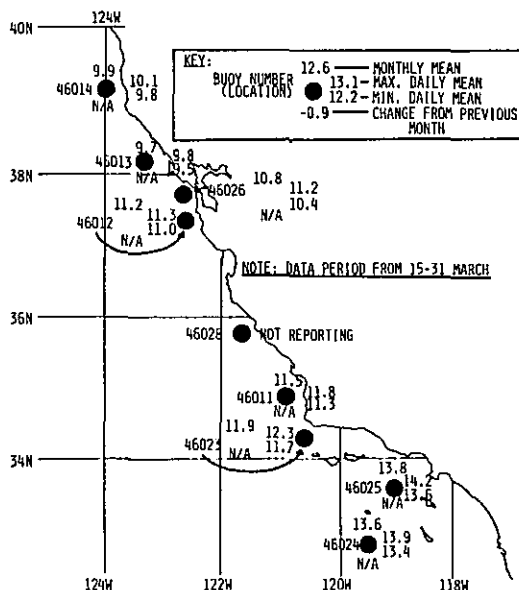 124W
40N
KEY:
BUOY NUMBER
(LOCATION)
12.6 — MONTHLY MEAN
13.1 — MAX. DAILY MEAN
12.2 — MIN. DAILY MEAN
-0.9 — CHANGE FROM PREVIOUS
MONTH
9.9
46014
10.1
9.8
N/A
9.7
46013
9.8
N/A
38N
46026
10.8
11.2
10.4
N/A
11.2
46012
11.3
11.0
N/A
NOTE: DATA PERIOD FROM 15-31 MARCH
36N
46028
NOT REPORTING
11.5
46011
11.8
11.3
N/A
11.9
46023
12.3
11.7
N/A
34N
13.8
46025
14.2
13.6
N/A
13.6
46024
13.9
13.4
N/A
124W
122W
120W
118W